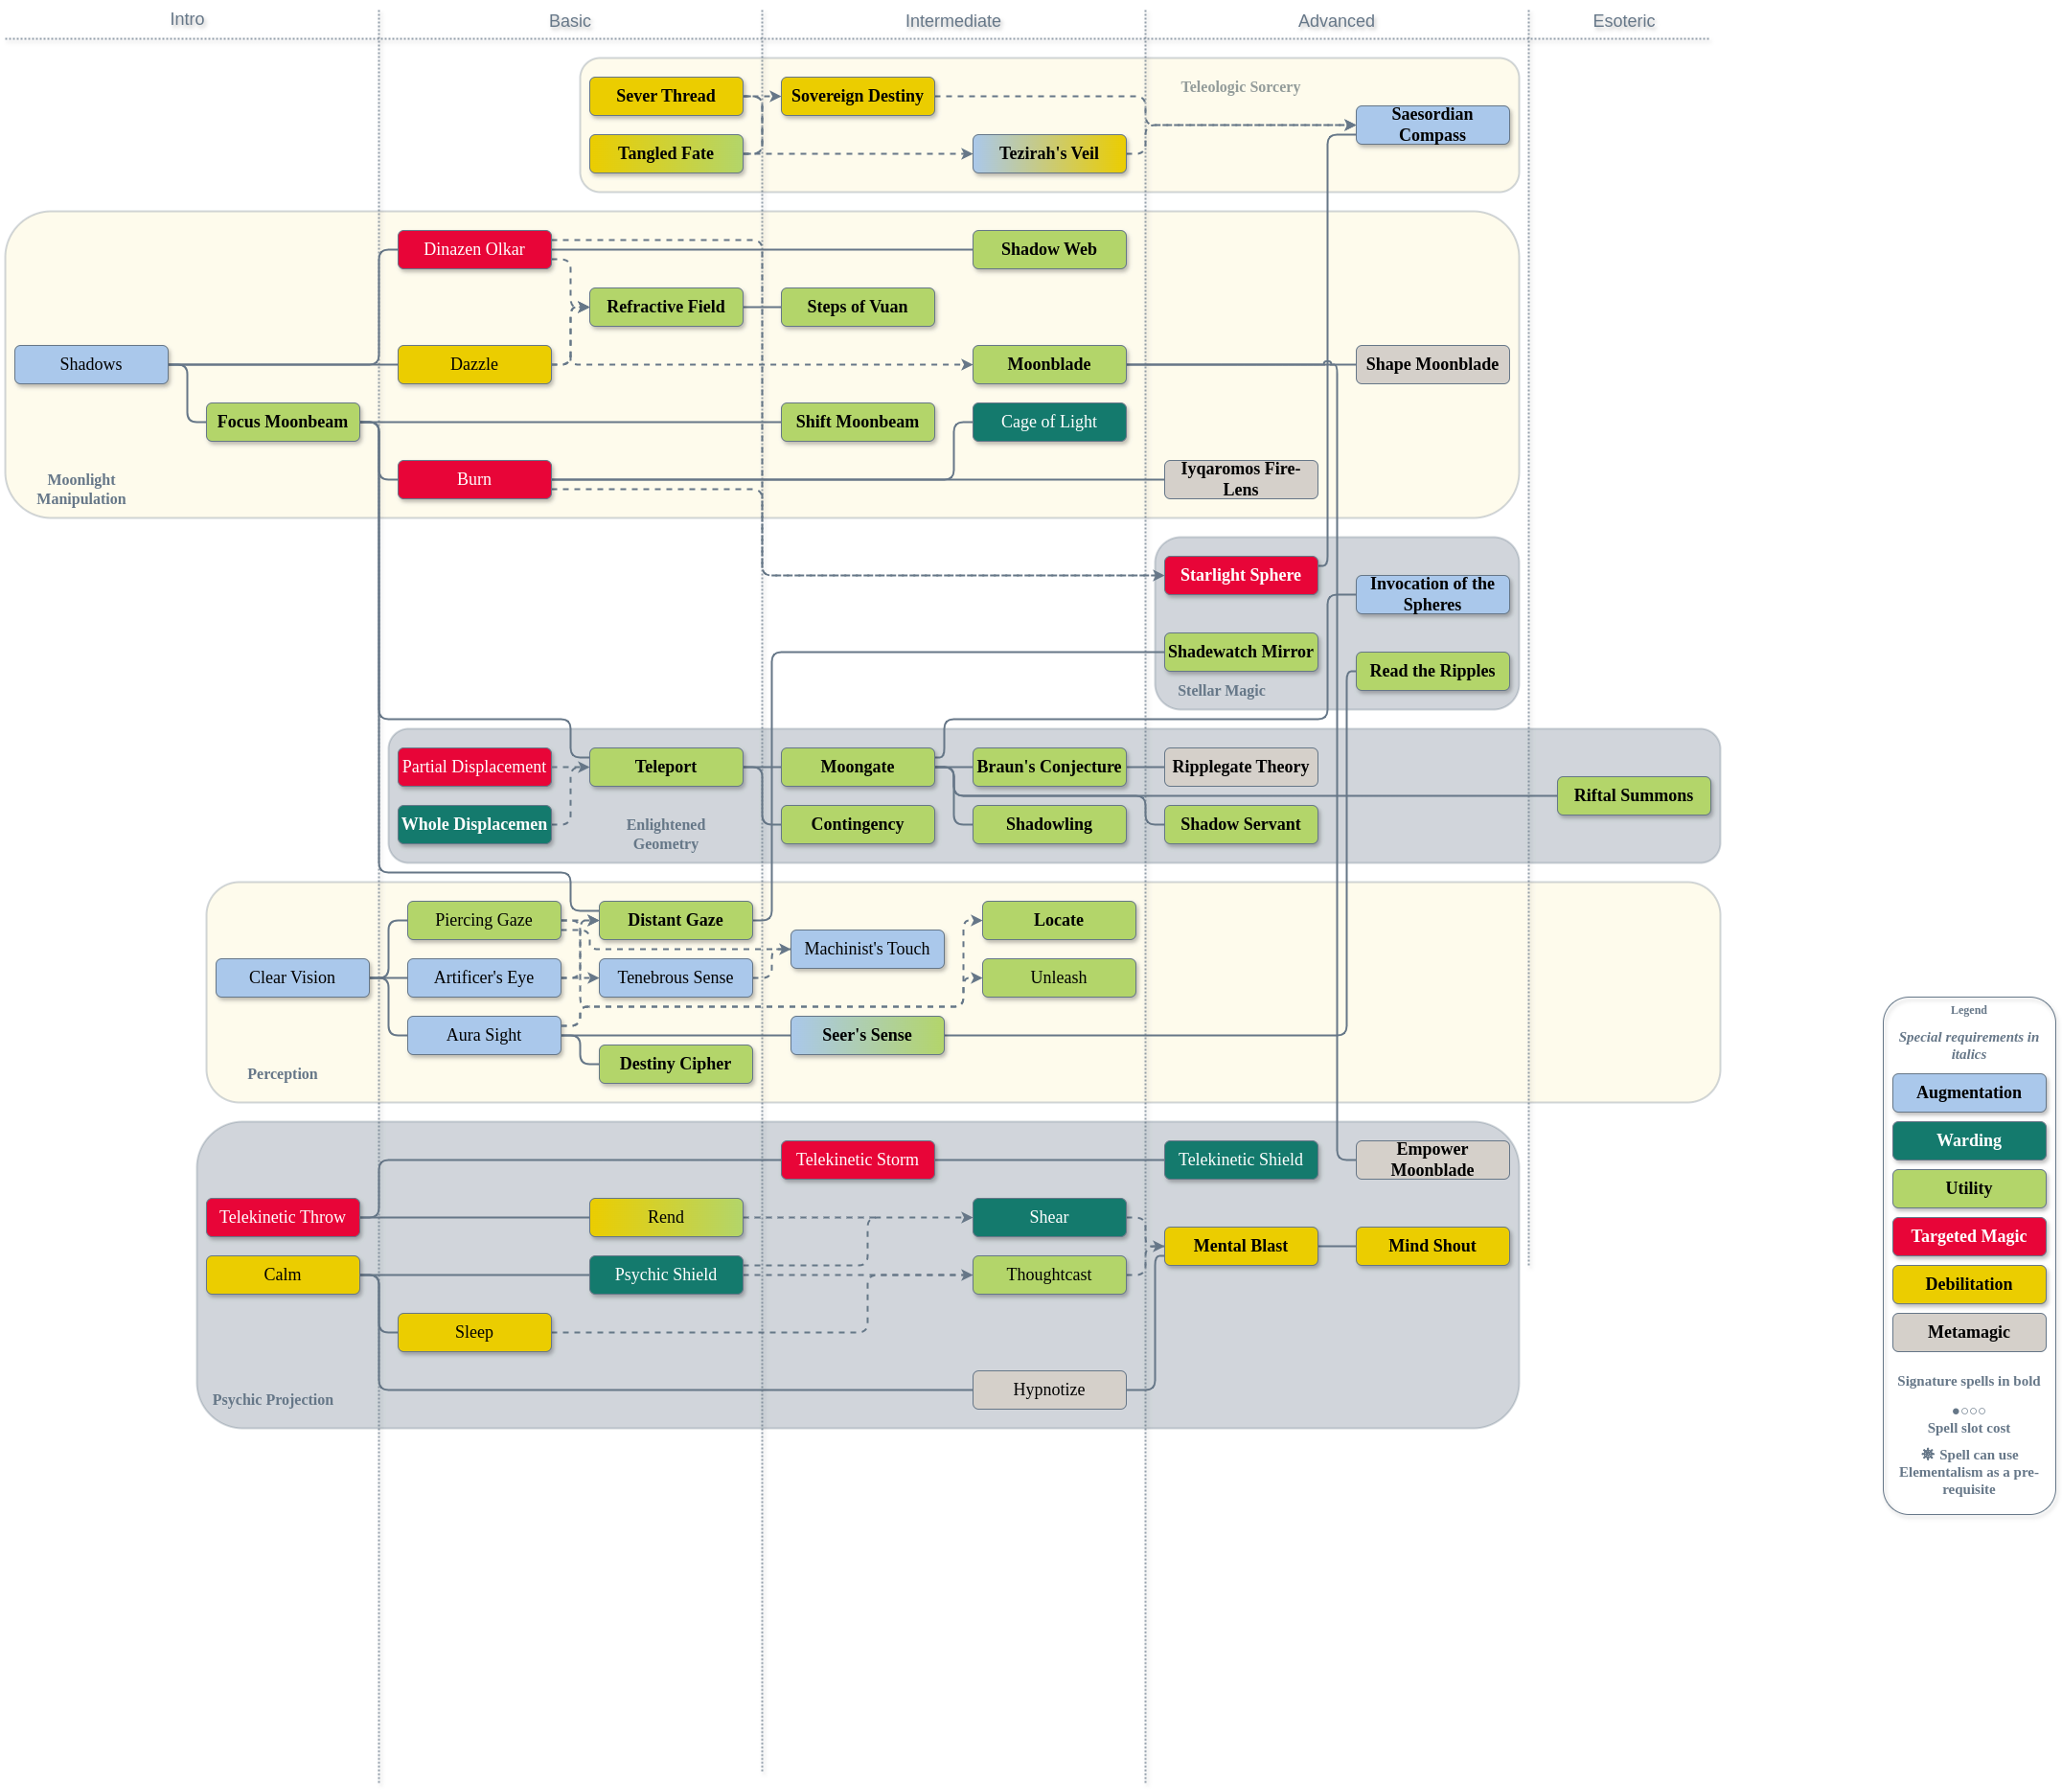 Intro
Basic
Intermediate
Advanced
Esoteric
Sever Thread
Sovereign Destiny
Teleologic Sorcery
Saesordian
Compass
Tangled Fate
Tezirah's Veil
Dinazen Olkar
Shadow Web
Refractive Field
Steps of Vuan
Shadows
Dazzle
Moonblade
Shape Moonblade
Focus Moonbeam
Shift Moonbeam
Cage of Light
Moonlight
Manipulation
Burn
Iyqaromos Fire-
Lens
Starlight Sphere
Invocation of the
Spheres
Shadewatch Mirror
Read the Ripples
Stellar Magic
Partial Displacement
Teleport
Moongate
Braun's Conjecture
Ripplegate Theory
Riftal Summons
Whole Displacemen
Enlightened
Geometry
Contingency
Shadowling
Shadow Servant
Piercing Gaze
Distant Gaze
Locate
Machinist's Touch
Clear Vision
Artificer's Eye
Tenebrous Sense
Unleash
Aura Sight
Seer's Sense
Destiny Cipher
Perception
Telekinetic Storm
Telekinetic Shield
Empower
Moonblade
Telekinetic Throw
Rend
Shear
Mental Blast
Mind Shout
Calm
Psychic Shield
Thoughtcast
Sleep
Hypnotize
Psychic Projection
Legend
Special requirements in
italics
Augmentation
Warding
Utility
Targeted Magic
Debilitation
Metamagic
Signature spells in bold
●○○○
Spell slot cost
⎈ Spell can use
Elementalism as a pre-
requisite